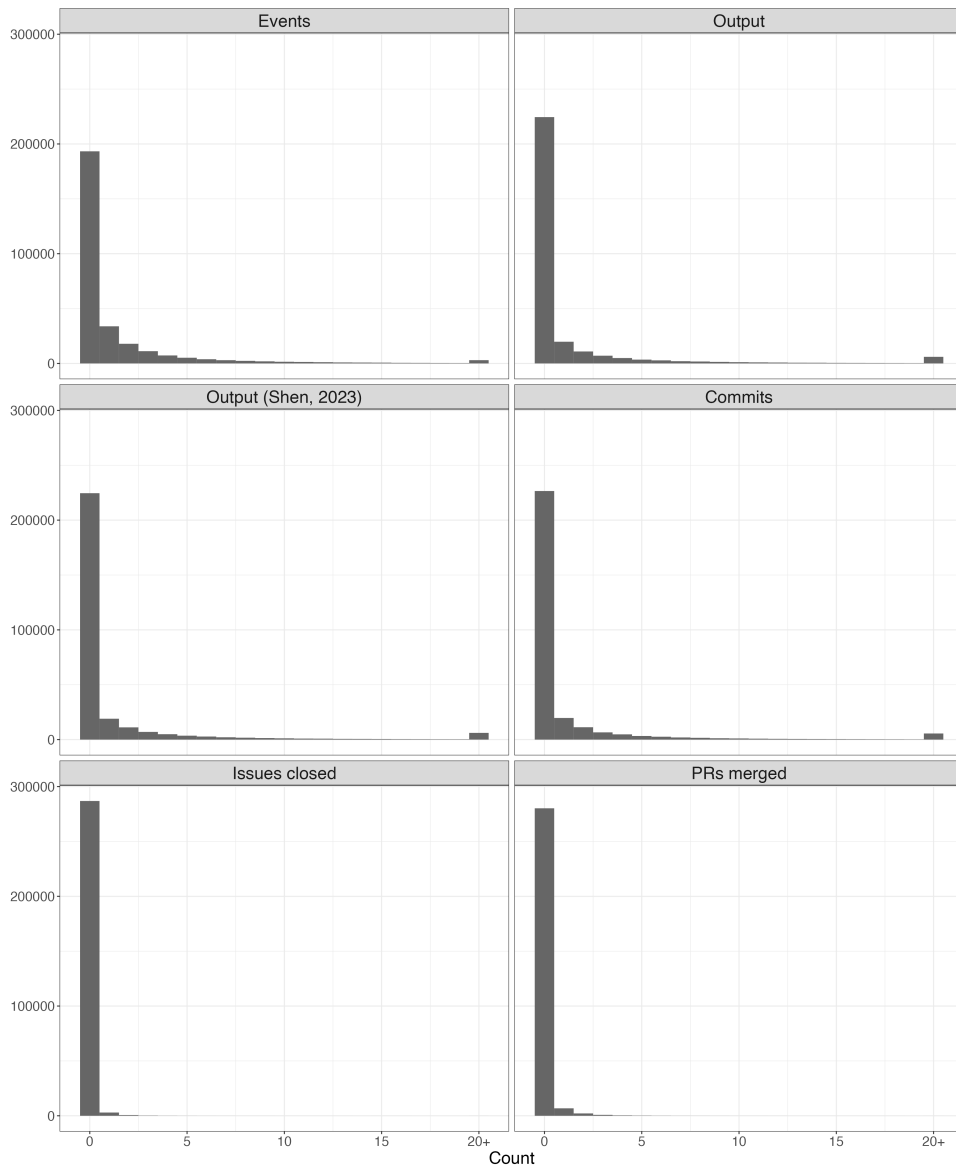 Events
Output
300000
200000
100000
0
Output (Shen, 2023)
Commits
300000
200000
100000
0
Issues closed
PRs merged
300000
200000
100000
0
0 5 10 15 20+ 0 5 10 15 20+
Count